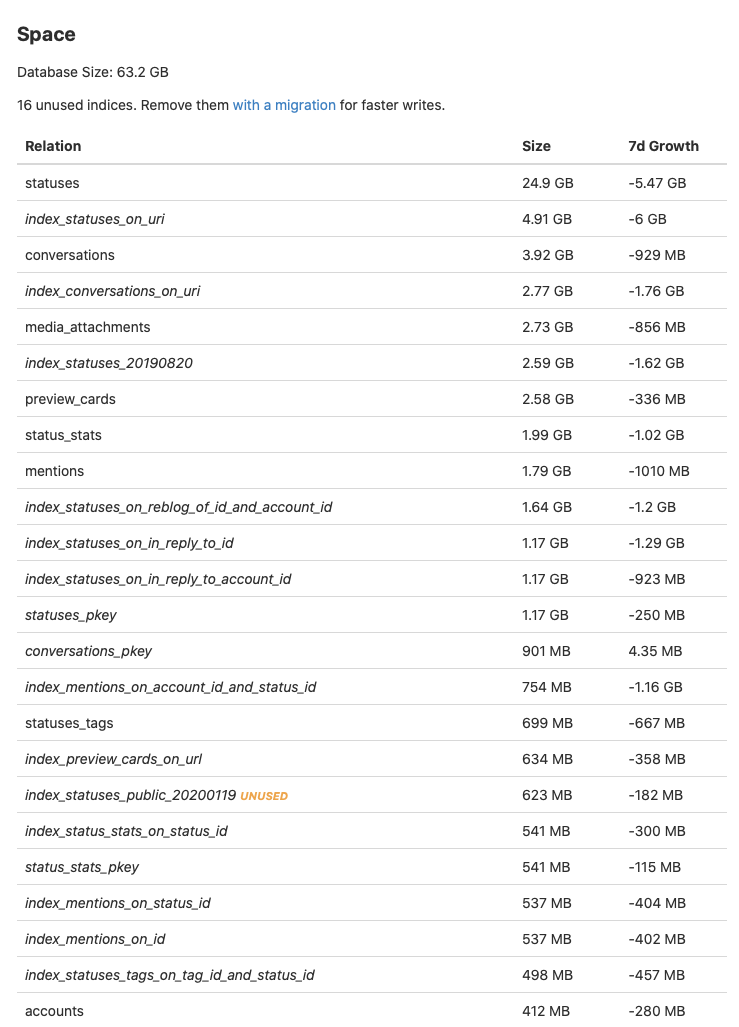 Space
Database Size: 63.2 GB
16 unused indices. Remove them with a migration for faster writes.
Relation Size 7d Growth
statuses 24.9 GB -5.47 GB
index_statuses_on_uri 4.91 GB -6 GB
conversations 3.92 GB -929 MB
index_conversations_on_uri 2.77 GB -1.76 GB
media_attachments 2.73 GB -856 MB
index_statuses_20190820 2.59 GB -1.62 GB
preview_cards 2.58 GB -336 MB
status_stats 1.99 GB -1.02 GB
mentions 1.79 GB -1010 MB
index_statuses_on_reblog_of_id_and_account_id 1.64 GB -1.2 GB
index_statuses_on_in_reply_to_id 1.17 GB -1.29 GB
index_statuses_on_in_reply_to_account_id 1.17 GB -923 MB
statuses_pkey 1.17 GB -250 MB
conversations_pkey 901 MB 4.35 MB
index_mentions_on_account_id_and_status_id 754 MB -1.16 GB
statuses_tags 699 MB -667 MB
index_preview_cards_on_url 634 MB -358 MB
index_statuses_public_20200119 UNUSED 623 MB -182 MB
index_status_stats_on_status_id 541 MB -300 MB
status_stats_pkey 541 MB -115 MB
index_mentions_on_status_id 537 MB -404 MB
index_mentions_on_id 537 MB -402 MB
index_statuses_tags_on_tag_id_and_status_id 498 MB -457 MB
accounts 412 MB -280 MB